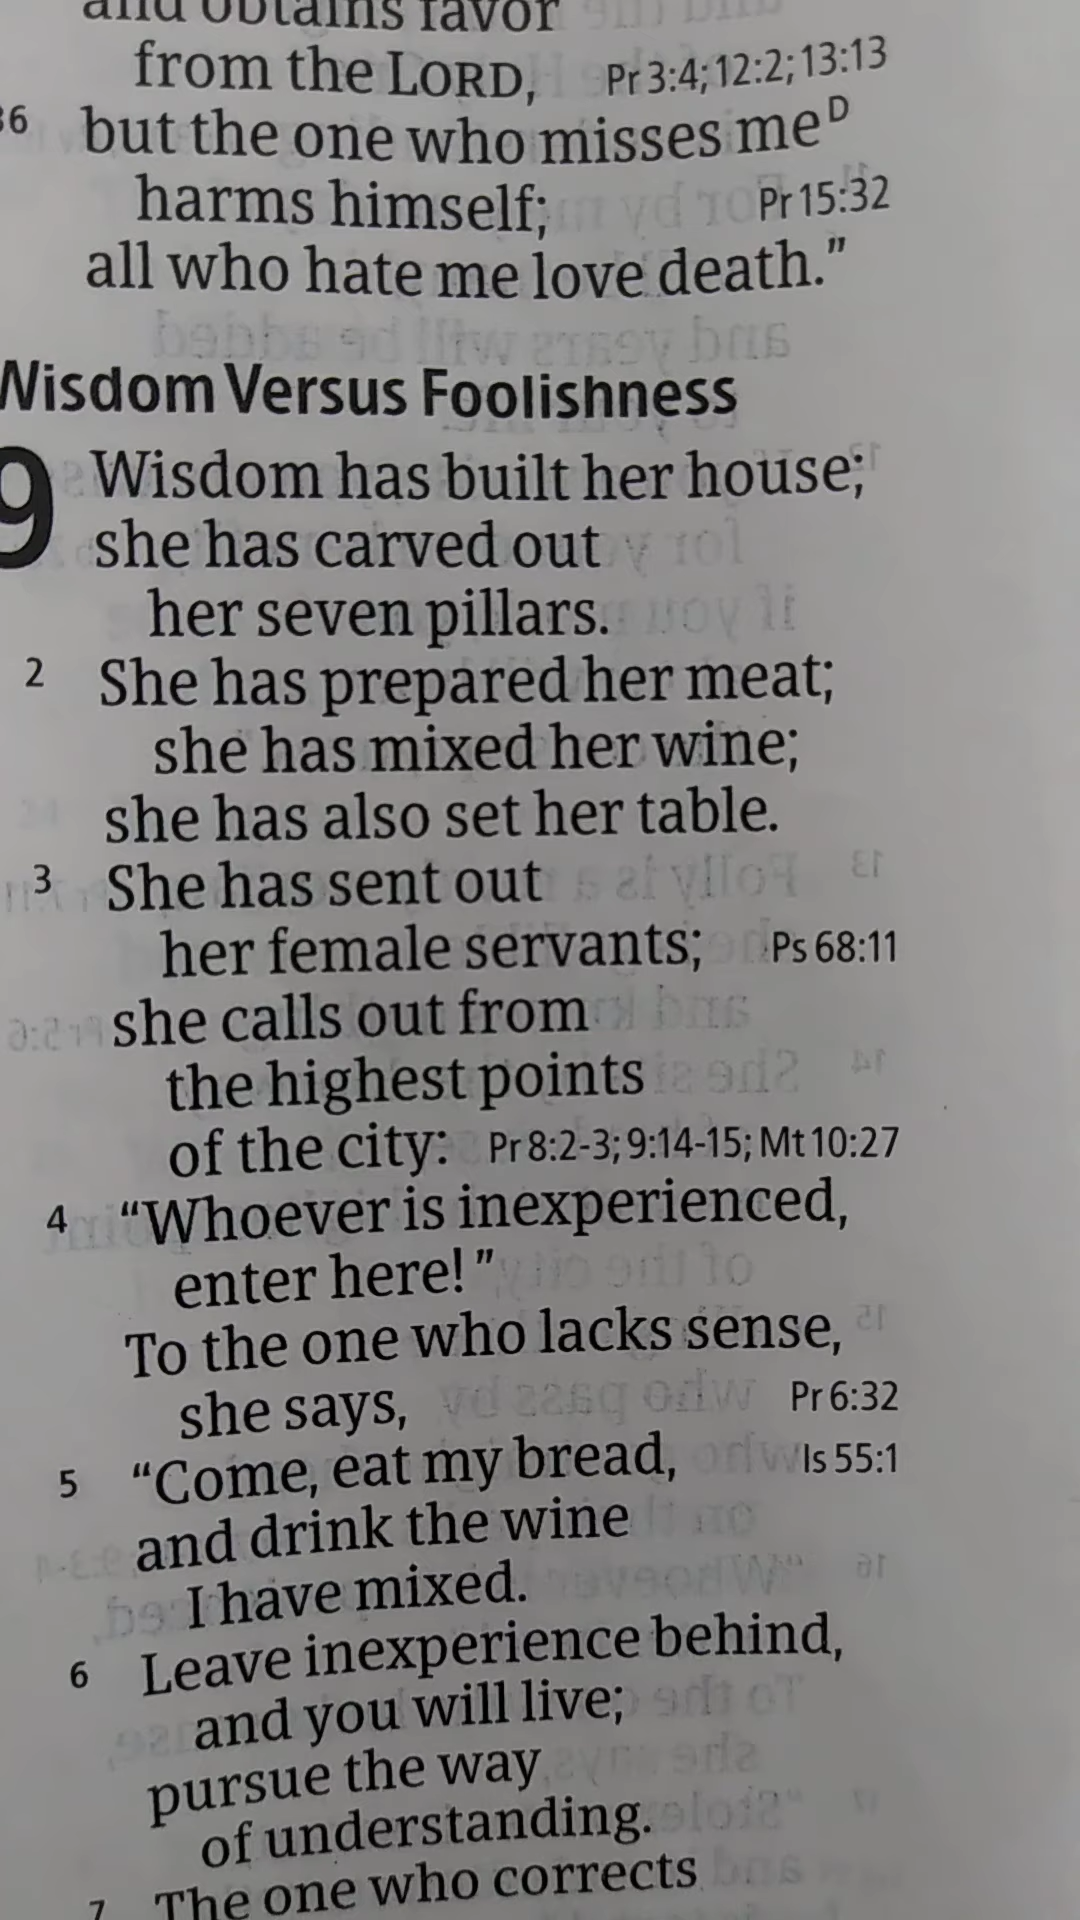 and obtains favor
from the LORD, Pr 3:4; 12:2; 13:13
36 but the one who misses me D
harms himself; Pr 15:32
all who hate me love death.”
Wisdom Versus Foolishness
9 Wisdom has built her house;
she has carved out
her seven pillars.
2 She has prepared her meat;
she has mixed her wine;
she has also set her table.
3 She has sent out
her female servants; Ps 68:11
she calls out from
the highest points
of the city: Pr 8:2-3; 9:14-15; Mt 10:27
4 “Whoever is inexperienced,
enter here!”
To the one who lacks sense,
she says, Pr 6:32
5 “Come, eat my bread, Is 55:1
and drink the wine
I have mixed.
6 Leave inexperience behind,
and you will live;
pursue the way
of understanding.
7 The one who corrects